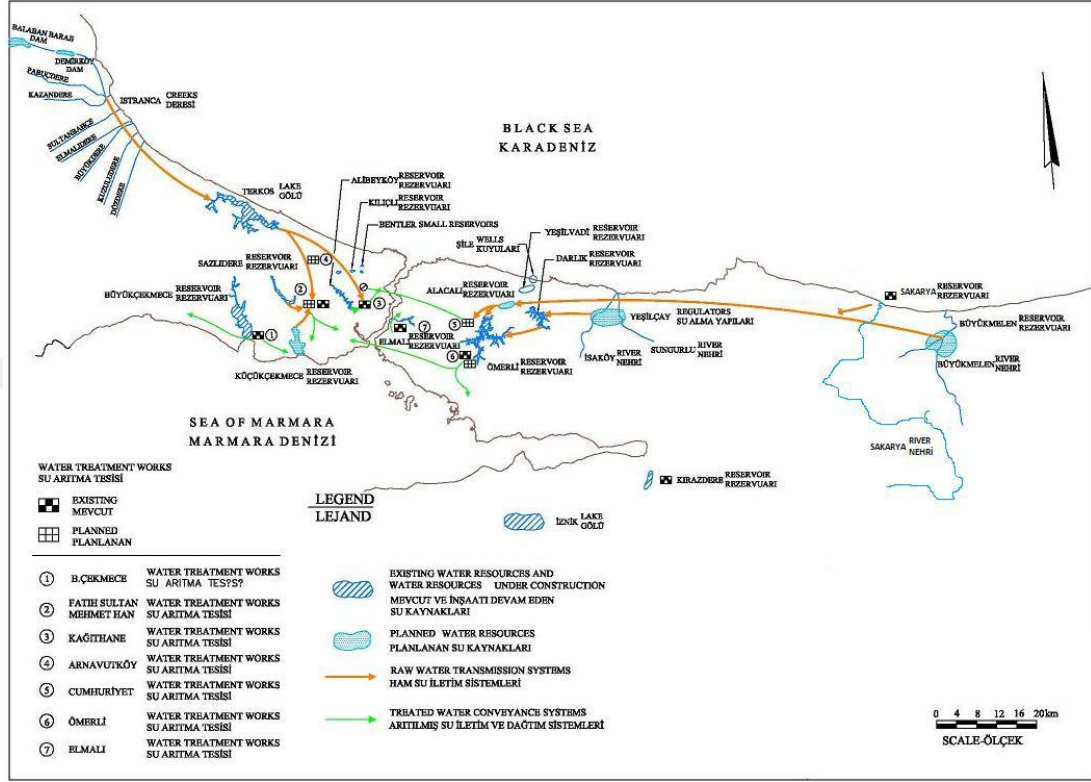 BALABAN BARAJI
DAM
DEMİRKÖY
DAM
PABUÇDERE
KAZANDERE
ISTRANCA CREEKS
DERESİ
SULTANBAHÇE
ELMALIDERE
BÜYÜKDERE
KUZULUDERE
DÖZDERE
BLACK SEA
KARADENİZ
TERKOS LAKE
GÖLÜ
ALİBEYKÖY RESERVOIR
REZERVUARI
KILIÇLI RESERVOIR
REZERVUARI
BENTLER SMALL RESERVOIRS
ŞİLE WELLS
KUYULARI
YEŞİLVADİ RESERVOIR
REZERVUARI
DARLIK RESERVOIR
REZERVUARI
SAZLIDERE RESERVOIR
REZERVUARI
BÜYÜKÇEKMECE RESERVOIR
REZERVUARI
ALACALI RESERVOIR
REZERVUARI
SAKARYA RESERVOIR
REZERVUARI
YEŞİLÇAY REGULATORS
SU ALMA YAPILARI
BÜYÜKMELEN RESERVOIR
REZERVUARI
1
2
3
4
5
6
7
ELMALI RESERVOIR
REZERVUARI
İSAKÖY RIVER
NEHRİ
SUNGURLU RIVER
NEHRİ
BÜYÜKMELEN RIVER
NEHRİ
KÜÇÜKÇEKMECE RESERVOIR
REZERVUARI
ÖMERLİ RESERVOIR
REZERVUARI
SEA OF MARMARA
MARMARA DENİZİ
SAKARYA RIVER
NEHRİ
KIRAZDERE RESERVOIR
REZERVUARI
İZNİK LAKE
GÖLÜ
WATER TREATMENT WORKS
SU ARITMA TESİSİ
EXISTING
MEVCUT
PLANNED
PLANLANAN
LEGEND
LEJAND
1 B.ÇEKMECE WATER TREATMENT WORKS
SU ARITMA TES?S?
2 FATIH SULTAN WATER TREATMENT WORKS
MEHMET HAN SU ARITMA TESİSİ
3 KAĞITHANE WATER TREATMENT WORKS
SU ARITMA TESİSİ
4 ARNAVUTKÖY WATER TREATMENT WORKS
SU ARITMA TESİSİ
5 CUMHURİYET WATER TREATMENT WORKS
SU ARITMA TESİSİ
6 ÖMERLİ WATER TREATMENT WORKS
SU ARITMA TESİSİ
7 ELMALI WATER TREATMENT WORKS
SU ARITMA TESİSİ
EXISTING WATER RESOURCES AND
WATER RESOURCES UNDER CONSTRUCTION
MEVCUT VE İNŞAATI DEVAM EDEN
SU KAYNAKLARI
PLANNED WATER RESOURCES
PLANLANAN SU KAYNAKLARI
RAW WATER TRANSMISSION SYSTEMS
HAM SU İLETİM SİSTEMLERİ
TREATED WATER CONVEYANCE SYSTEMS
ARITILMIŞ SU İLETİM VE DAĞITIM SİSTEMLERİ
0 4 8 12 16 20km
SCALE-ÖLÇEK